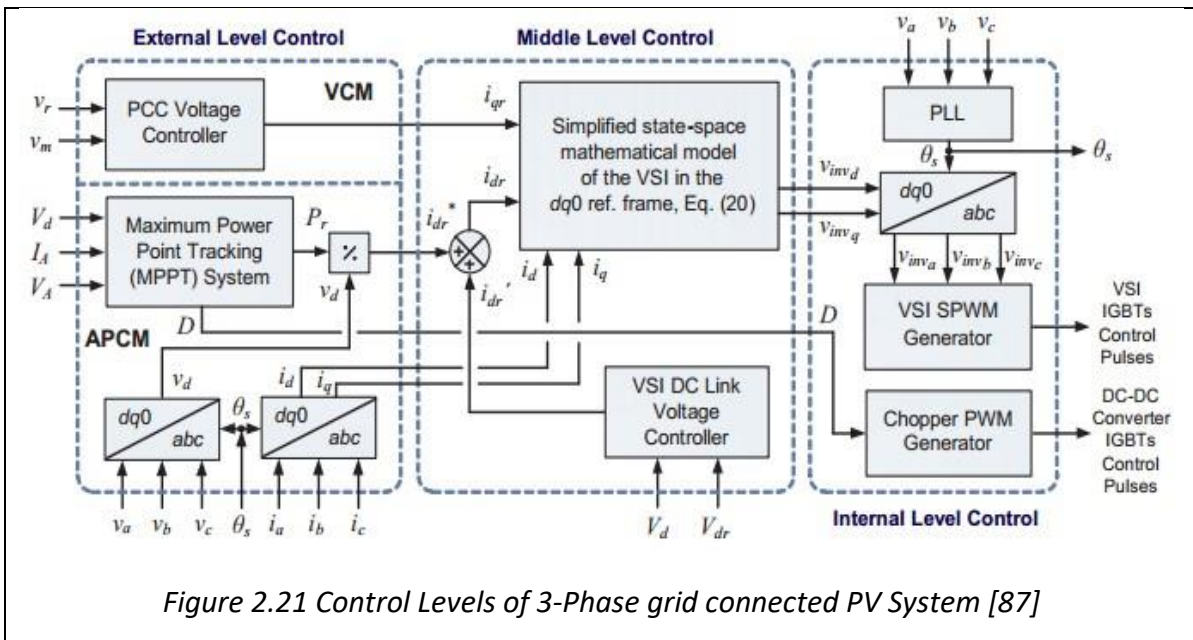 External Level Control
Middle Level Control
v_a v_b v_c
VCM
v_r
v_m
PCC Voltage
Controller
i_qr
Simplified state-space
mathematical model
of the VSI in the
dq0 ref. frame, Eq. (20)
PLL
θ_s
θ_s
v_inv_d
v_inv_q
dq0
abc
i_dr
V_d
I_A
V_A
Maximum Power
Point Tracking
(MPPT) System
P_r
⁒
v_d
i_dr*
i_dr′
i_d
i_q
v_inv_a v_inv_b v_inv_c
VSI SPWM
Generator
VSI
IGBTs
Control
Pulses
D
D
APCM
v_d
i_d
i_q
dq0
abc
θ_s
dq0
abc
VSI DC Link
Voltage
Controller
Chopper PWM
Generator
DC-DC
Converter
IGBTs
Control
Pulses
v_a v_b v_c θ_s i_a i_b i_c
V_d V_dr
Internal Level Control
Figure 2.21 Control Levels of 3-Phase grid connected PV System [87]